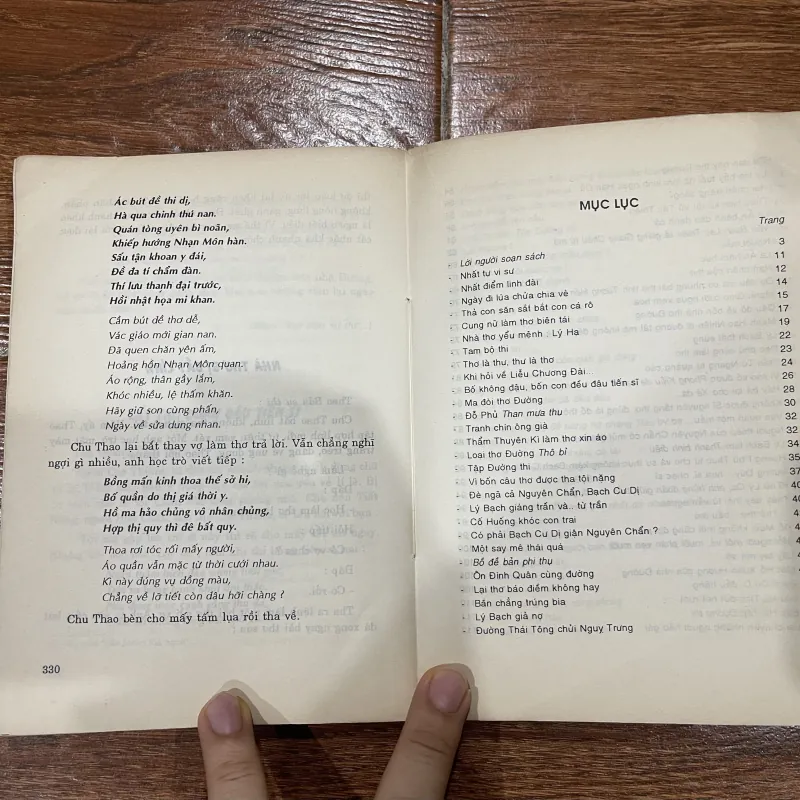 Ác bút đề thi dị,
Hà qua chinh thú nan.
Quán tòng uyên bì noãn,
Khiếp hướng Nhạn Môn hàn.
Sấu tận khoan y đái,
Đề đa tí chẩm đàn.
Thí lưu thanh đại trước,
Hồi nhật họa mi khan.
Cầm bút đề thơ dễ,
Vác giáo mới gian nan.
Đã quen chăn yên ấm,
Hoảng hồn Nhạn Môn quan.
Áo rộng, thân gầy lắm,
Khóc nhiều, lệ thấm khăn.
Hãy giữ son cùng phấn,
Ngày về sửa dung nhan.
Chu Thao lại bắt thay vợ làm thơ trả lời. Vẫn chẳng nghĩ
ngợi gì nhiều, anh học trò viết tiếp :
Bồng mấn kinh thoa thế sở hi,
Bố quần do thị giá thời y.
Hồ ma hảo chủng vô nhân chủng,
Hợp thị quy thì đê bất quy.
Thoa rơi tóc rối mấy người,
Áo quần vẫn mặc từ thời cưới nhau.
Kì này đúng vụ đồng màu,
Chẳng về lỡ tiết còn dâu hỡi chàng ?
Chu Thao bèn cho mấy tấm lụa rồi tha về.
330
MỤC LỤC
Trang
- Lời người soạn sách 3
- Nhất tự vi sư 11
- Nhất điểm linh đài 12
- Ngày đi lúa chửa chia vè 14
- Thả con săn sắt bắt con cá rô 15
- Cung nữ làm thơ biên tái 17
- Nhà thơ yểu mệnh : Lý Hạ 19
- Tam bộ thi 22
- Thơ là thư, thư là thơ 23
- Khi hỏi về Liễu Chương Đài... 24
- Bố không đậu, bốn con đều đậu tiến sĩ 26
- Ma đói thơ Đường 28
- Đỗ Phủ Than mưa thu 30
- Tranh chìn ông già 32
- Thẩm Thuyên Kì làm thơ xin áo 32
- Loại thơ Đường Thô bỉ 34
- Tập Đường thi 35
- Vì bốn câu thơ được tha tội nặng 37
- Đè ngã cả Nguyên Chẩn, Bạch Cư Dị
- Lý Bạch giáng trần và.. từ trần
- Cố Huống khóc con trai
- Có phải Bạch Cư Dị giận Nguyên Chẩn ?
- Một say mê thái quá
- Bồ đề bản phi thụ
- Ôn Đình Quân cùng đường
- Lại thơ báo điềm không hay
- Bắn chẳng trúng bia
- Lý Bạch giả nợ
- Đường Thái Tông chửi Ngụy Trưng